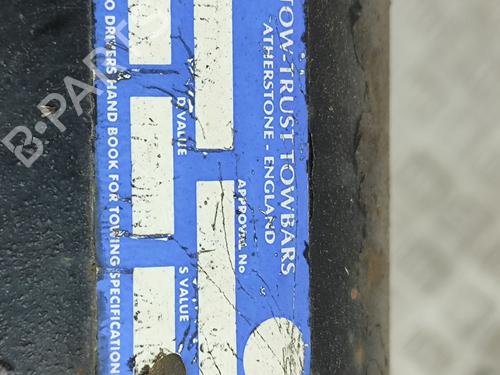 TOW-TRUST TOWBARS
ATHERSTONE - ENGLAND
APPROVAL No
D VALUE
S VALUE
O DRIVERS HAND BOOK FOR TOWING SPECIFICATION
B-PARTS